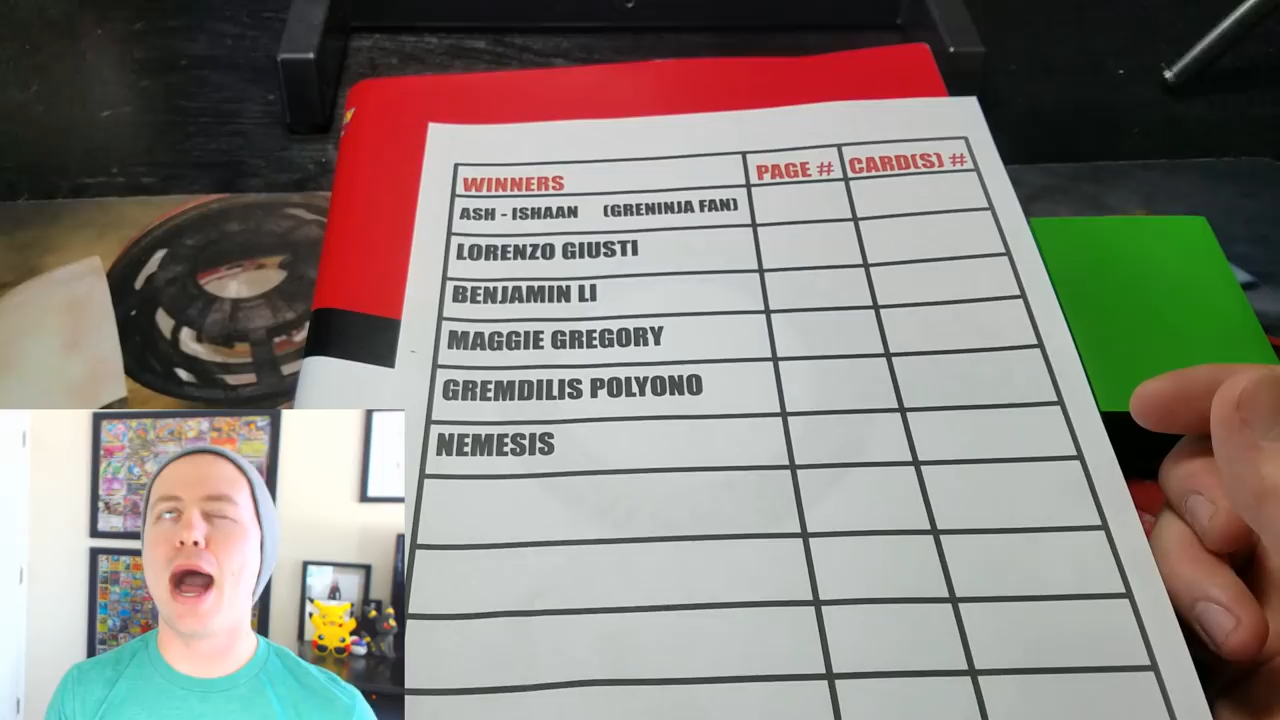 WINNERS PAGE # CARD(S) #
ASH - ISHAAN (GRENINJA FAN)
LORENZO GIUSTI
BENJAMIN LI
MAGGIE GREGORY
GREMDILIS POLYONO
NEMESIS